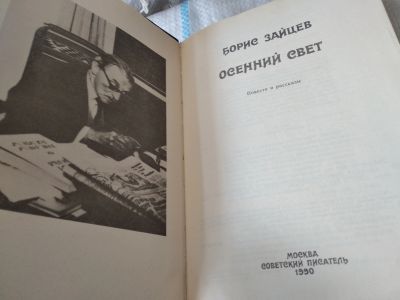 БОРИС ЗАЙЦЕВ
ОСЕННИЙ СВЕТ
Повести и рассказы
МОСКВА
СОВЕТСКИЙ ПИСАТЕЛЬ
1990